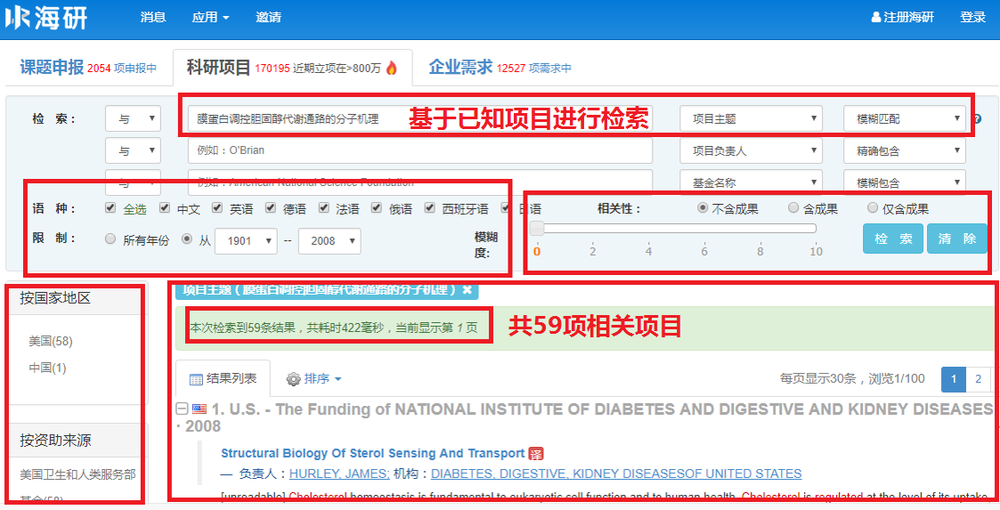 海研 消息 应用 邀请 注册海研 登录
课题申报 2054 项申报中 科研项目 170195 近期立项在>800万 企业需求 12527 项需求中
检 索： 与 膜蛋白调控胆固醇代谢通路的分子机理 基于已知项目进行检索 项目主题 模糊匹配 ?
与 例如：O'Brian 项目负责人 精确包含
与 例如：American National Science Foundation 基金名称 模糊包含
语 种： 全选 中文 英语 德语 法语 俄语 西班牙语 日语 相关性： 不含成果 含成果 仅含成果
限 制： 所有年份 从 1901 -- 2008 模糊度: 0 2 4 6 8 10 检 索 清 除
按国家地区
美国(58)
中国(1)
按资助来源
美国卫生和人类服务部
基金(58)
项目主题（膜蛋白调控胆固醇代谢通路的分子机理）✖
本次检索到59条结果，共耗时422毫秒，当前显示第 1 页 共59项相关项目
结果列表 排序 每页显示30条，浏览1/100 1 2
1. U.S. - The Funding of NATIONAL INSTITUTE OF DIABETES AND DIGESTIVE AND KIDNEY DISEASES
· 2008
Structural Biology Of Sterol Sensing And Transport 译
— 负责人：HURLEY, JAMES; 机构：DIABETES, DIGESTIVE, KIDNEY DISEASESOF UNITED STATES
[unreadable] Cholesterol homeostasis is fundamental to eukaryotic cell function and to human health. Cholesterol is regulated at the level of its uptake,